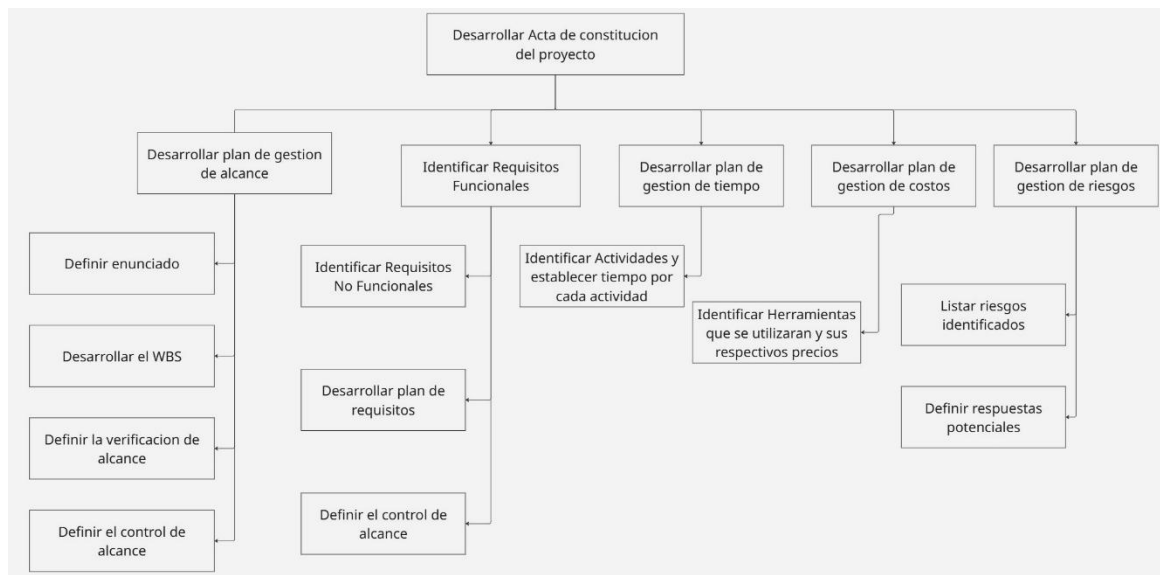 Desarrollar Acta de constitucion
del proyecto
Desarrollar plan de gestion
de alcance
Identificar Requisitos
Funcionales
Desarrollar plan de
gestion de tiempo
Desarrollar plan de
gestion de costos
Desarrollar plan de
gestion de riesgos
Definir enunciado
Desarrollar el WBS
Definir la verificacion de
alcance
Definir el control de
alcance
Identificar Requisitos
No Funcionales
Desarrollar plan de
requisitos
Definir el control de
alcance
Identificar Actividades y
establecer tiempo por
cada actividad
Identificar Herramientas
que se utilizaran y sus
respectivos precios
Listar riesgos
identificados
Definir respuestas
potenciales